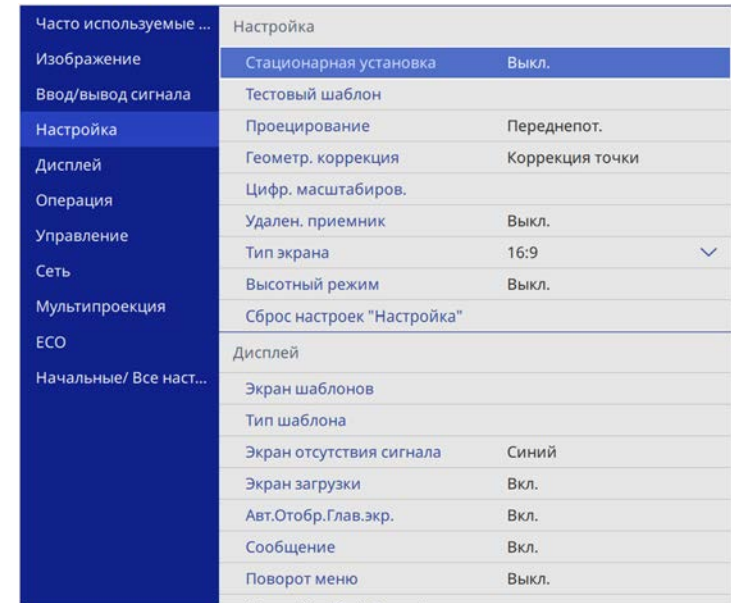 Часто используемые ...
Изображение
Ввод/вывод сигнала
Настройка
Дисплей
Операция
Управление
Сеть
Мультипроекция
ECO
Начальные/ Все наст...
Настройка
Стационарная установка Выкл.
Тестовый шаблон
Проецирование Переднепот.
Геометр. коррекция Коррекция точки
Цифр. масштабиров.
Удален. приемник Выкл.
Тип экрана 16:9
Высотный режим Выкл.
Сброс настроек "Настройка"
Дисплей
Экран шаблонов
Тип шаблона
Экран отсутствия сигнала Синий
Экран загрузки Вкл.
Авт.Отобр.Глав.экр. Вкл.
Сообщение Вкл.
Поворот меню Выкл.